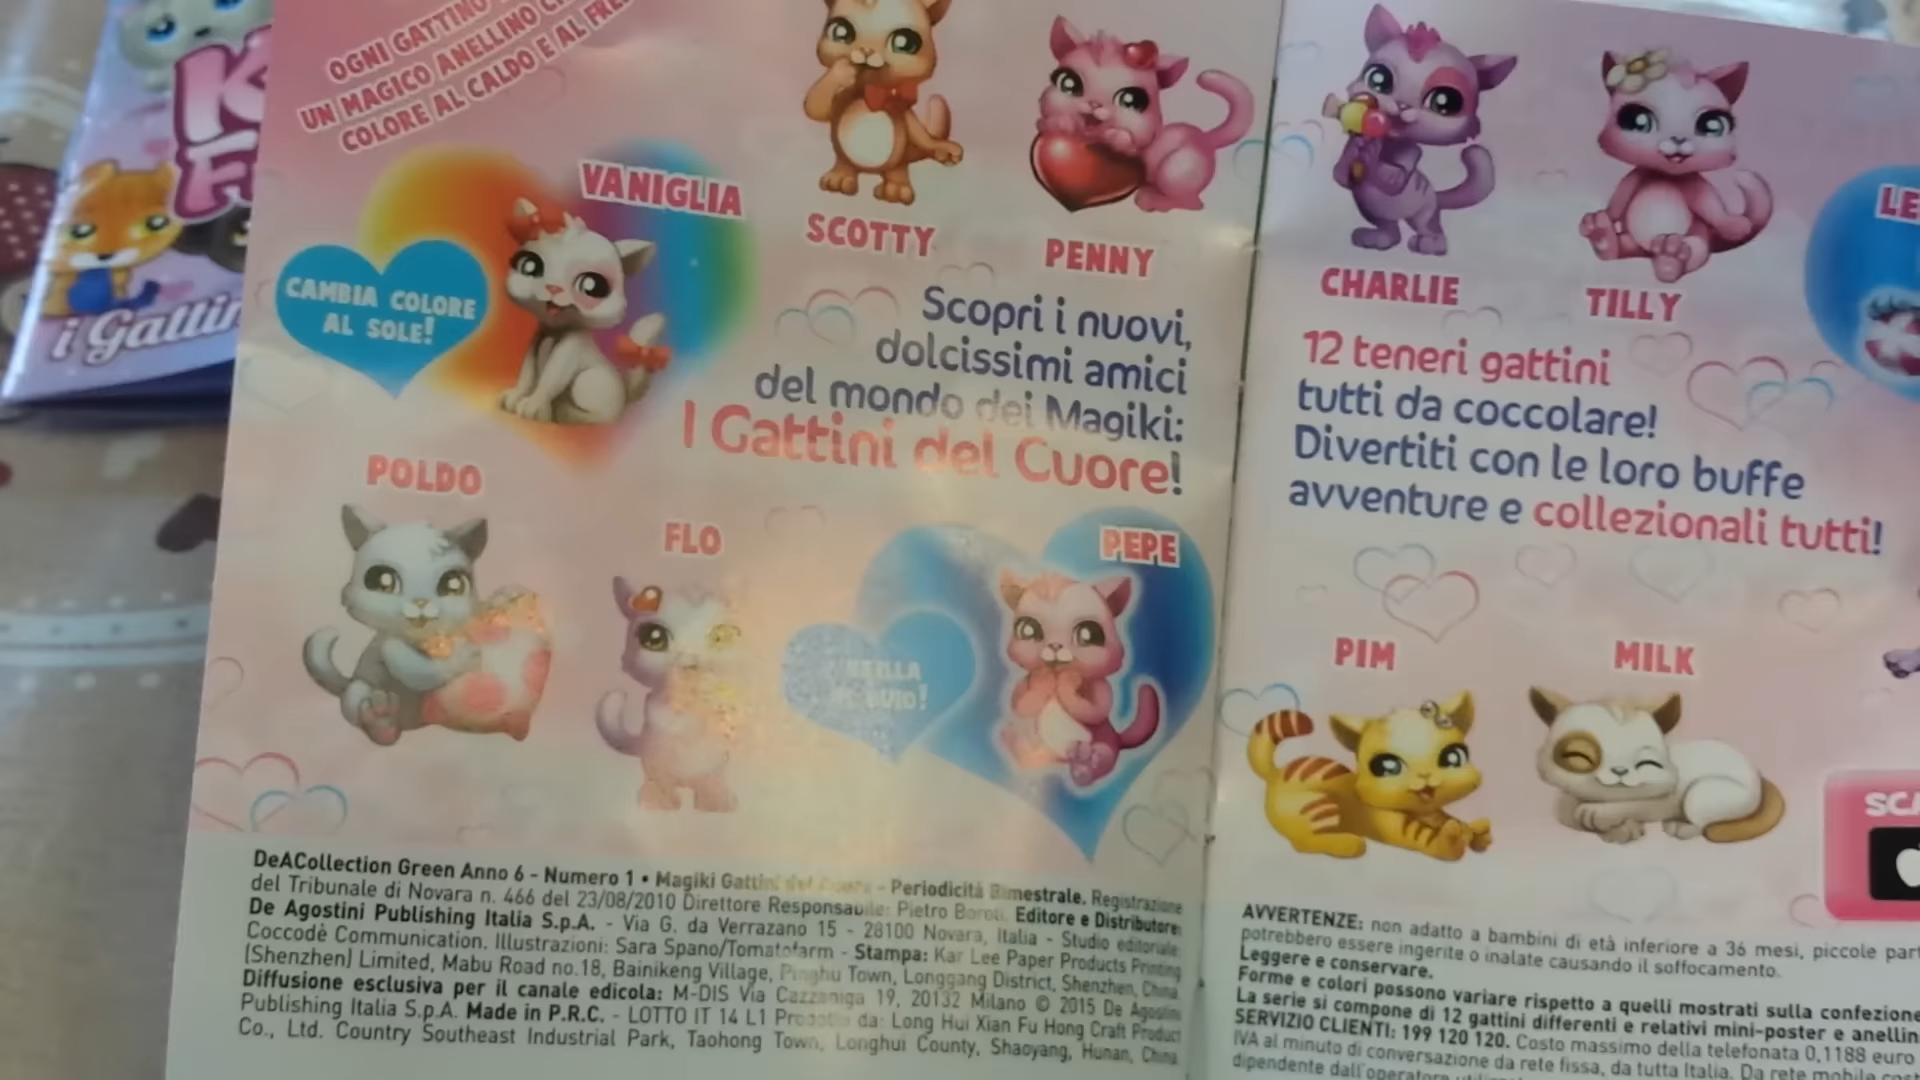 OGNI GATTINO
UN MAGICO ANELLINO
COLORE AL CALDO E AL
VANIGLIA
CAMBIA COLORE
AL SOLE!
SCOTTY
PENNY
Scopri i nuovi,
dolcissimi amici
del mondo dei Magiki:
I Gattini del Cuore!
POLDO
FLO
PEPE
DeACollection Green Anno 6 - Numero 1 • Magiki Gattini del Cuore - Periodicità Bimestrale. Registrazione
del Tribunale di Novara n. 466 del 23/08/2010 Direttore Responsabile: Pietro Boroli. Editore e Distributore:
De Agostini Publishing Italia S.p.A. - Via G. da Verrazano 15 - 28100 Novara, Italia - Studio editoriale:
Coccodè Communication. Illustrazioni: Sara Spano/Tomatofarm - Stampa: Kar Lee Paper Products Printing
(Shenzhen) Limited, Mabu Road no.18, Bainikeng Village, Pinghu Town, Longgang District, Shenzhen, China
Diffusione esclusiva per il canale edicola: M-DIS Via Cazzaniga 19, 20132 Milano © 2015 De Agostini
Publishing Italia S.p.A. Made in P.R.C. - LOTTO IT 14 L1 Prodotto da: Long Hui Xian Fu Hong Craft Product
Co., Ltd. Country Southeast Industrial Park, Taohong Town, Longhui County, Shaoyang, Hunan, China
CHARLIE
TILLY
12 teneri gattini
tutti da coccolare!
Divertiti con le loro buffe
avventure e collezionali tutti!
PIM
MILK
AVVERTENZE: non adatto a bambini di età inferiore a 36 mesi, piccole
potrebbero essere ingerite o inalate causando il soffocamento.
Leggere e conservare.
Forme e colori possono variare rispetto a quelli mostrati sulla confezione
La serie si compone di 12 gattini differenti e relativi mini-poster e
SERVIZIO CLIENTI: 199 120 120. Costo massimo della telefonata 0,1188 euro
IVA al minuto di conversazione da rete fissa, da tutta Italia. Da rete mobile
dipendente dall'operatore
i